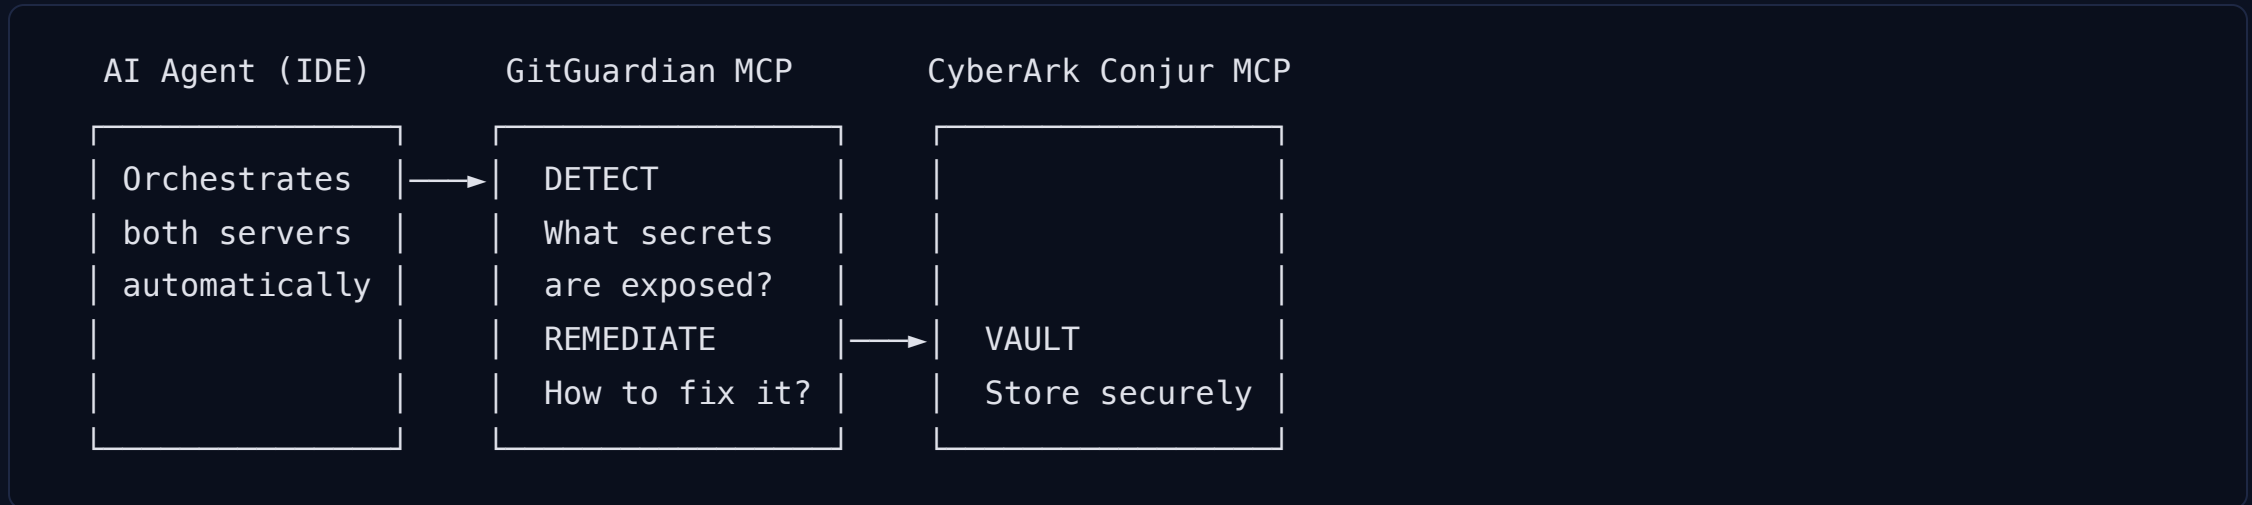 AI Agent (IDE) GitGuardian MCP CyberArk Conjur MCP
Orchestrates DETECT
both servers What secrets
automatically are exposed?
REMEDIATE VAULT
How to fix it? Store securely